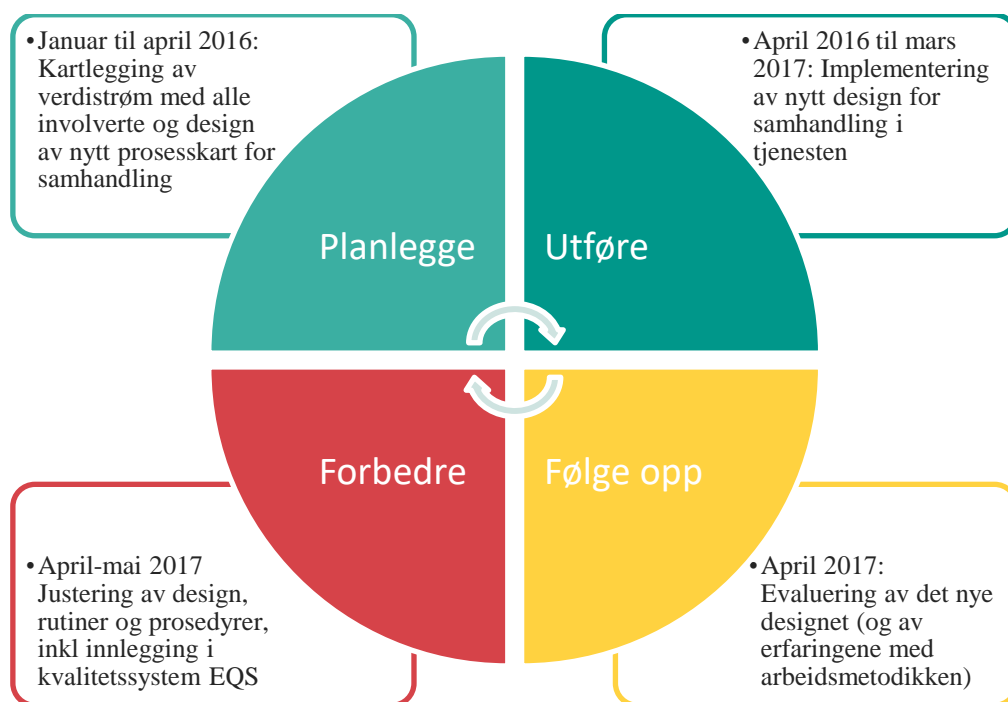 •Januar til april 2016:
Kartlegging av
verdistrøm med alle
involverte og design
av nytt prosesskart for
samhandling
•April 2016 til mars
2017: Implementering
av nytt design for
samhandling i
tjenesten
Planlegge
Utføre
Forbedre
Følge opp
•April-mai 2017
Justering av design,
rutiner og prosedyrer,
inkl innlegging i
kvalitetssystem EQS
•April 2017:
Evaluering av det nye
designet (og av
erfaringene med
arbeidsmetodikken)